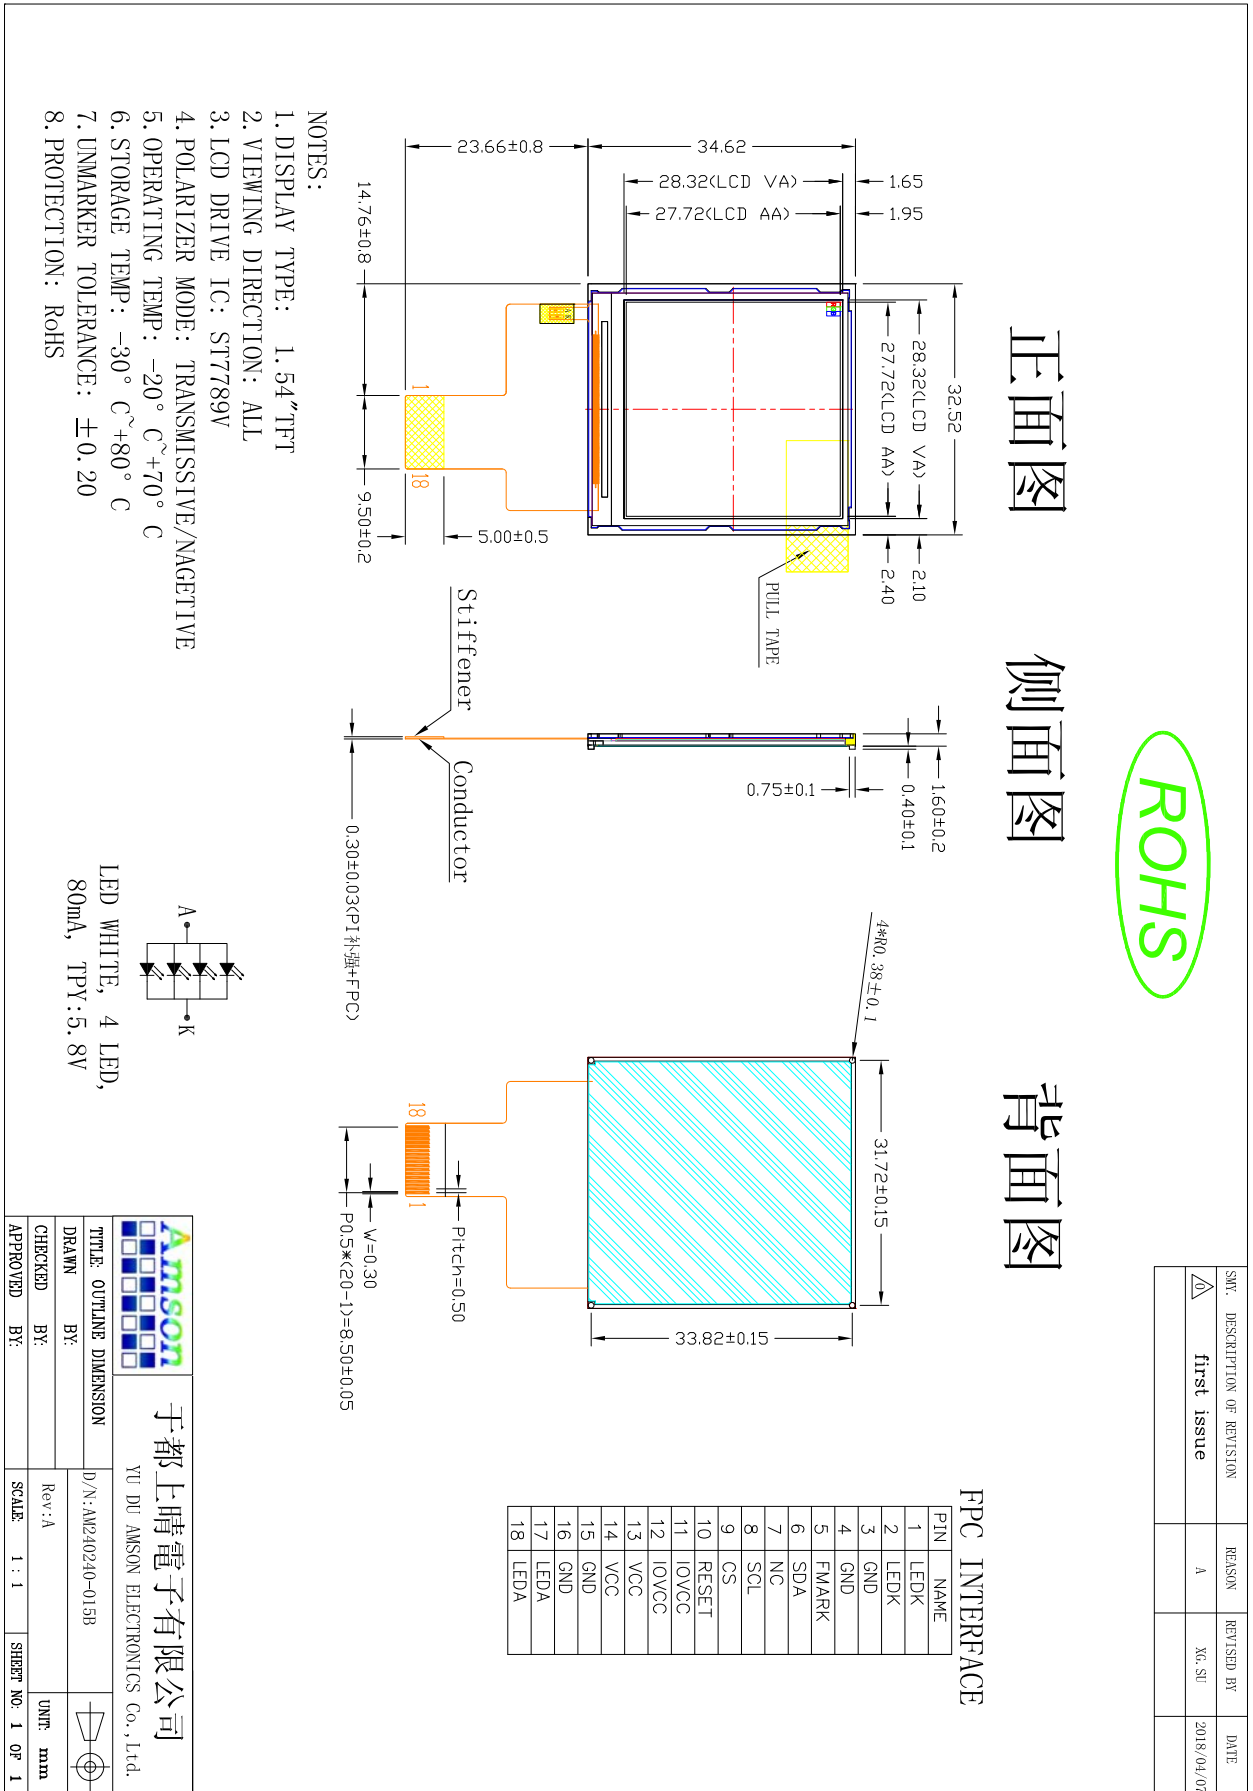 SMY. DESCRIPTION OF REVISION REASON REVISED BY DATE
0 first issue A XG.SU 2018/04/07
ROHS
正面图
侧面图
背面图
32.52
28.32(LCD VA)
2.10
27.72(LCD AA)
2.40
1.65
1.95
34.62
28.32(LCD VA)
27.72(LCD AA)
23.66±0.8
14.76±0.8
9.50±0.2
5.00±0.5
1
18
A
K
PULL TAPE
1.60±0.2
0.40±0.1
0.75±0.1
Stiffener
Conductor
0.30±0.03(PI补强+FPC)
4*R0.38±0.1
31.72±0.15
33.82±0.15
18
1
Pitch=0.50
W=0.30
P0.5*(20-1)=8.50±0.05
FPC INTERFACE
PIN NAME
1 LEDK
2 LEDK
3 GND
4 GND
5 FMARK
6 SDA
7 NC
8 SCL
9 CS
10 RESET
11 IOVCC
12 IOVCC
13 VCC
14 VCC
15 GND
16 GND
17 LEDA
18 LEDA
NOTES:
1.DISPLAY TYPE: 1.54"TFT
2.VIEWING DIRECTION: ALL
3.LCD DRIVE IC: ST7789V
4.POLARIZER MODE: TRANSMISSIVE/NAGETIVE
5.OPERATING TEMP: -20° C~+70° C
6.STORAGE TEMP: -30° C~+80° C
7.UNMARKER TOLERANCE: ±0.20
8.PROTECTION: RoHS
A
K
LED WHITE, 4 LED,
80mA, TPY:5.8V
Amson
于都上晴電子有限公司
YU DU AMSON ELECTRONICS Co.,Ltd.
TITLE: OUTLINE DIMENSION
D/N:AM240240-015B
DRAWN BY:
CHECKED BY:
Rev:A
UNIT: mm
APPROVED BY:
SCALE: 1 : 1
SHEET NO: 1 OF 1